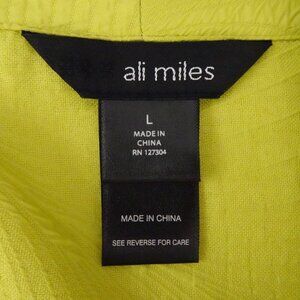 ali miles
L
MADE IN
CHINA
RN 127304
MADE IN CHINA
SEE REVERSE FOR CARE